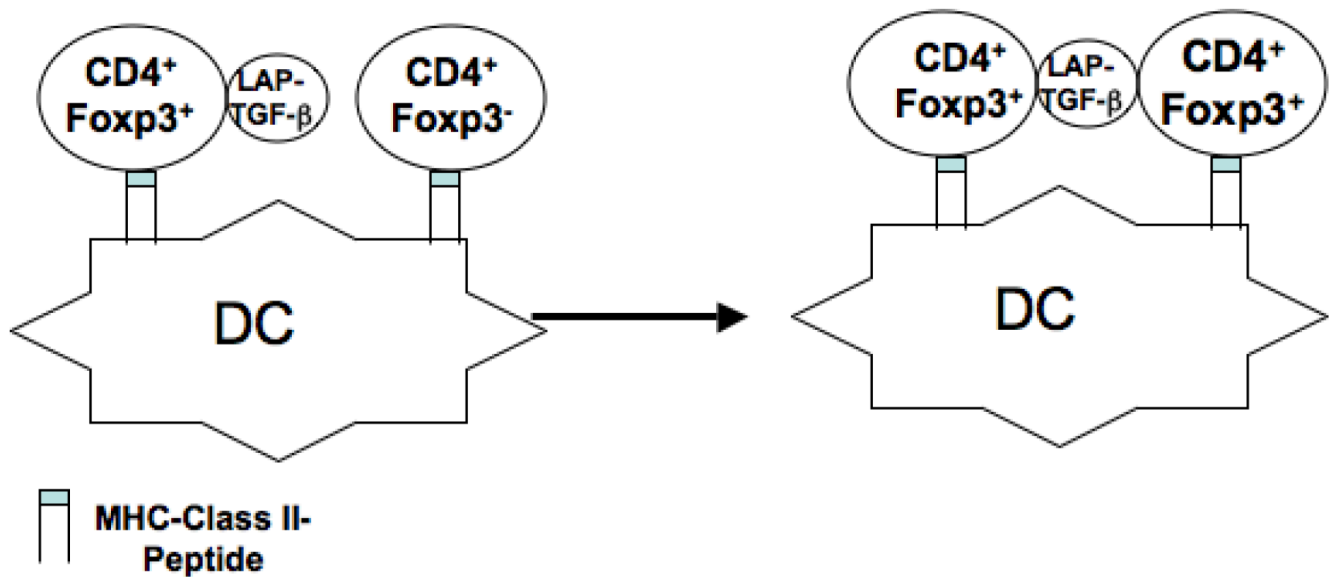 CD4⁺
Foxp3⁺
LAP-
TGF-β
CD4⁺
Foxp3⁻
DC
CD4⁺
Foxp3⁺
LAP-
TGF-β
CD4⁺
Foxp3⁺
DC
MHC-Class II-
Peptide